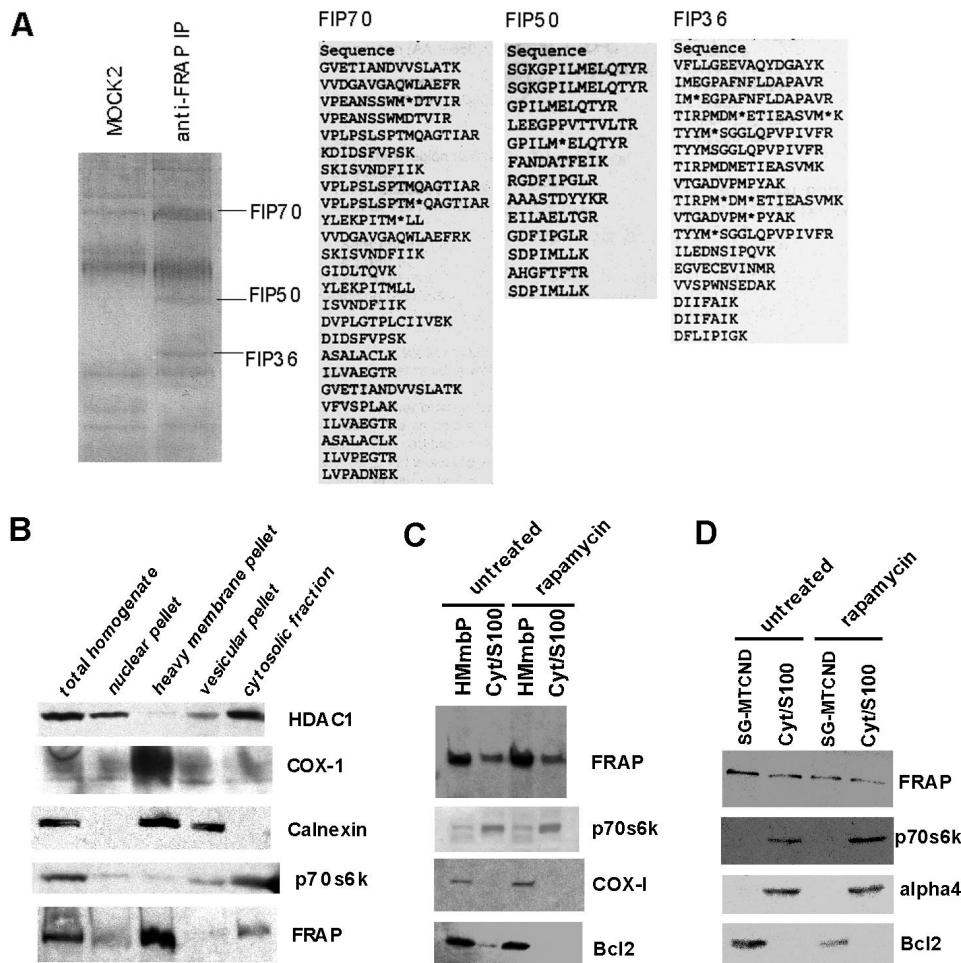 A
MOCK2
anti-FRAP IP
FIP70
FIP50
FIP36
FIP70
Sequence
GVETIANDVVSLATK
VVDGAVGAQWLAEFR
VPEANSSWM*DTVIR
VPEANSSWMDTVIR
VPLPSLSPTMQAGTIAR
KDIDSFVPSK
SKISVNDFIIK
VPLPSLSPTMQAGTIAR
VPLPSLSPTM*QAGTIAR
YLEKPITM*LL
VVDGAVGAQWLAEFRK
SKISVNDFIIK
GIDLTQVK
YLEKPITMLL
ISVNDFIIK
DVPLGTPLCIIVEK
DIDSFVPSK
ASALACLK
ILVAEGTR
GVETIANDVVSLATK
VFVSPLAK
ILVAEGTR
ASALACLK
ILVPEGTR
LVPADNEK
FIP50
Sequence
SGKGPILMELQTYR
SGKGPILMELQTYR
GPILMELQTYR
LEEGPPVTTVLTR
GPILM*ELQTYR
FANDATFEIK
RGDFIPGLR
AAASTDYYKR
EILAELTGR
GDFIPGLR
SDPIMLLK
AHGFTFTR
SDPIMLLK
FIP36
Sequence
VFLLGEEVAQYDGAYK
IMEGPAFNFLDAPAVR
IM*EGPAFNFLDAPAVR
TIRPMDM*ETIEASVM*K
TYYM*SGGLQPVPIVFR
TYYMSGGLQPVPIVFR
TIRPMDMETIEASVMK
VTGADVPMPYAK
TIRPM*DM*ETIEASVMK
VTGADVPM*PYAK
TYYM*SGGLQPVPIVFR
ILEDNSIPQVK
EGVECEVINMR
VVSPWNSEDAK
DIIFAIK
DIIFAIK
DFLIPIGK
B
total homogenate
nuclear pellet
heavy membrane pellet
vesicular pellet
cytosolic fraction
HDAC1
COX-1
Calnexin
p70s6k
FRAP
C
untreated
rapamycin
HMmbP
Cyt/S100
HMmbP
Cyt/S100
FRAP
p70s6k
COX-I
Bcl2
D
untreated
rapamycin
SG-MTCND
Cyt/S100
SG-MTCND
Cyt/S100
FRAP
p70s6k
alpha4
Bcl2